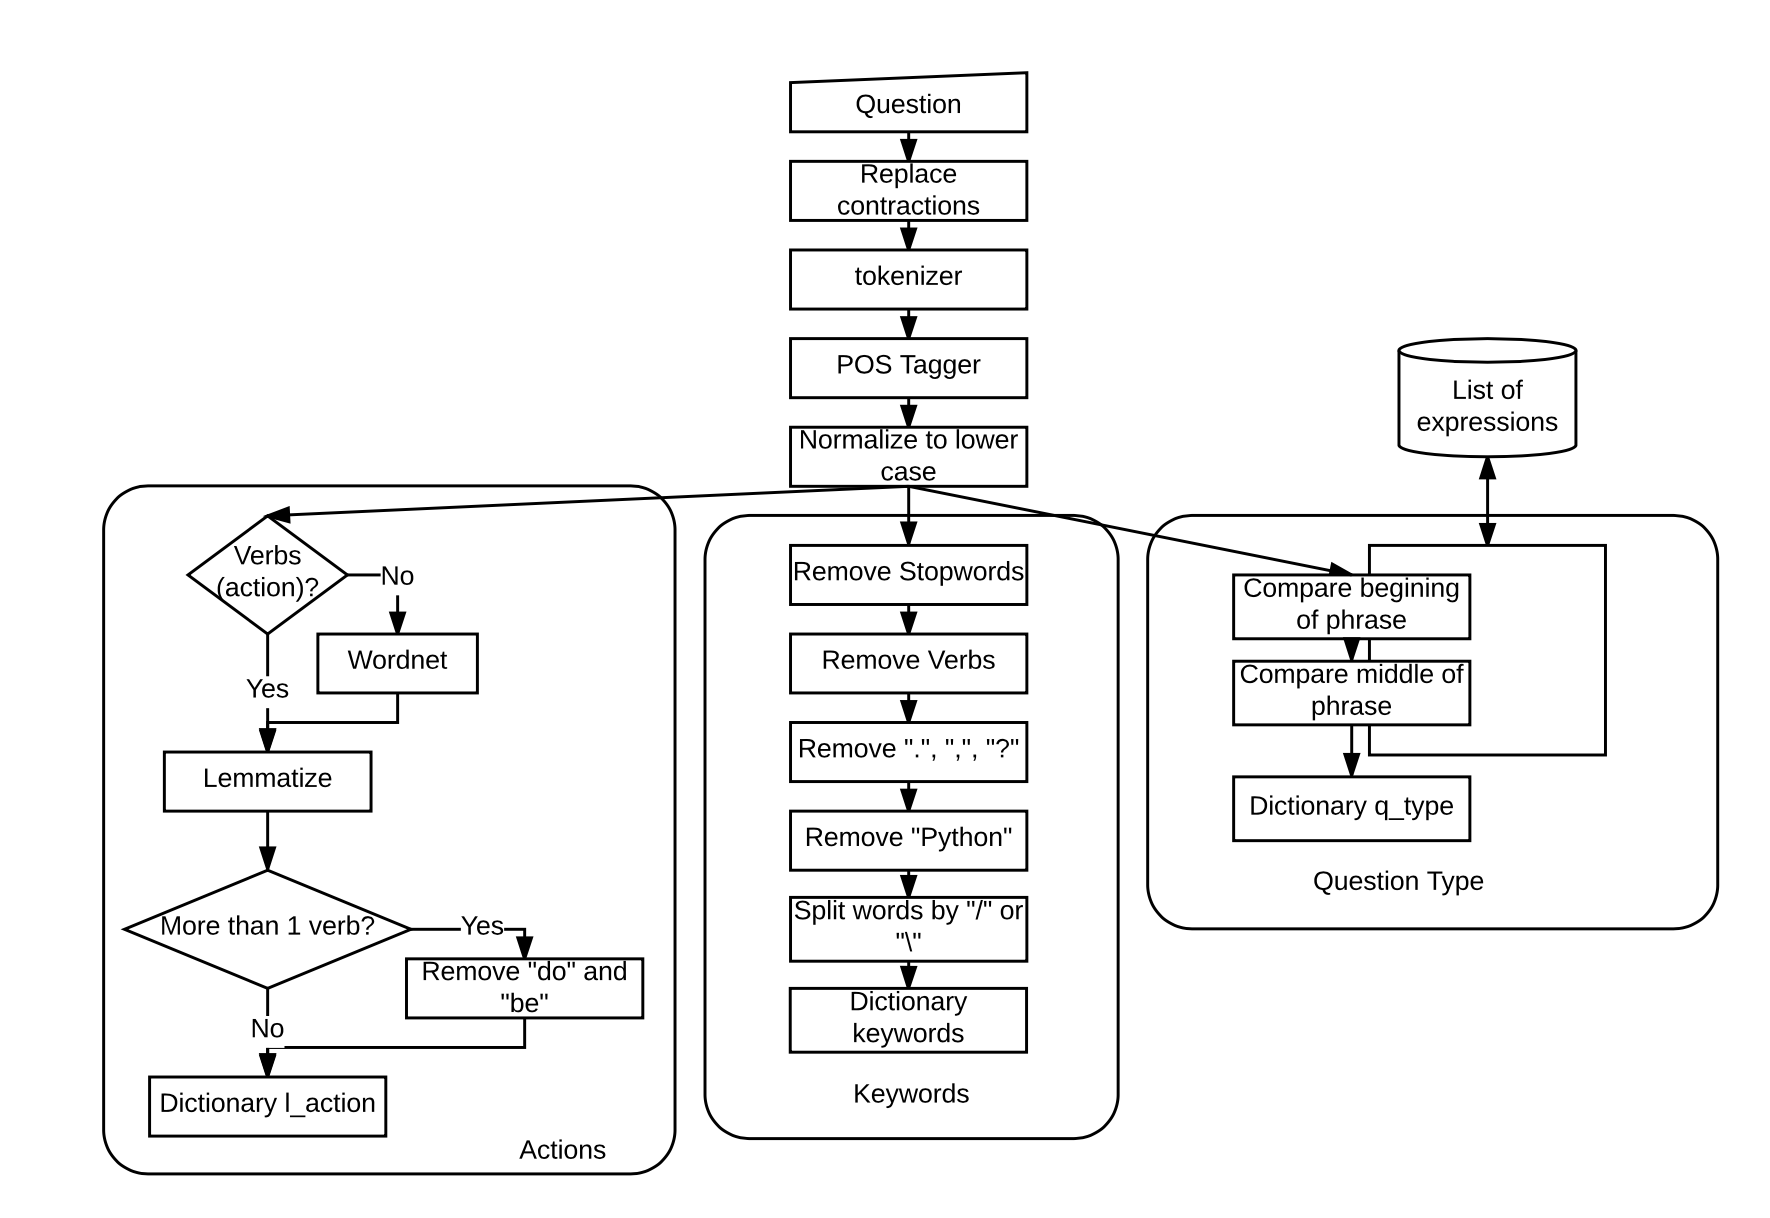 Question
Replace
contractions
tokenizer
POS Tagger
Normalize to lower
case
List of
expressions
Verbs
(action)?
No
Wordnet
Yes
Lemmatize
More than 1 verb?
Yes
Remove "do" and
"be"
No
Dictionary l_action
Actions
Remove Stopwords
Remove Verbs
Remove ".", ",", "?"
Remove "Python"
Split words by "/" or
"\"
Dictionary
keywords
Keywords
Compare begining
of phrase
Compare middle of
phrase
Dictionary q_type
Question Type